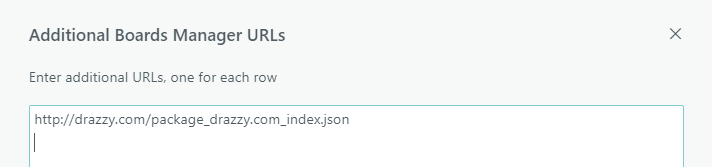 Additional Boards Manager URLs
Enter additional URLs, one for each row
http://drazzy.com/package_drazzy.com_index.json